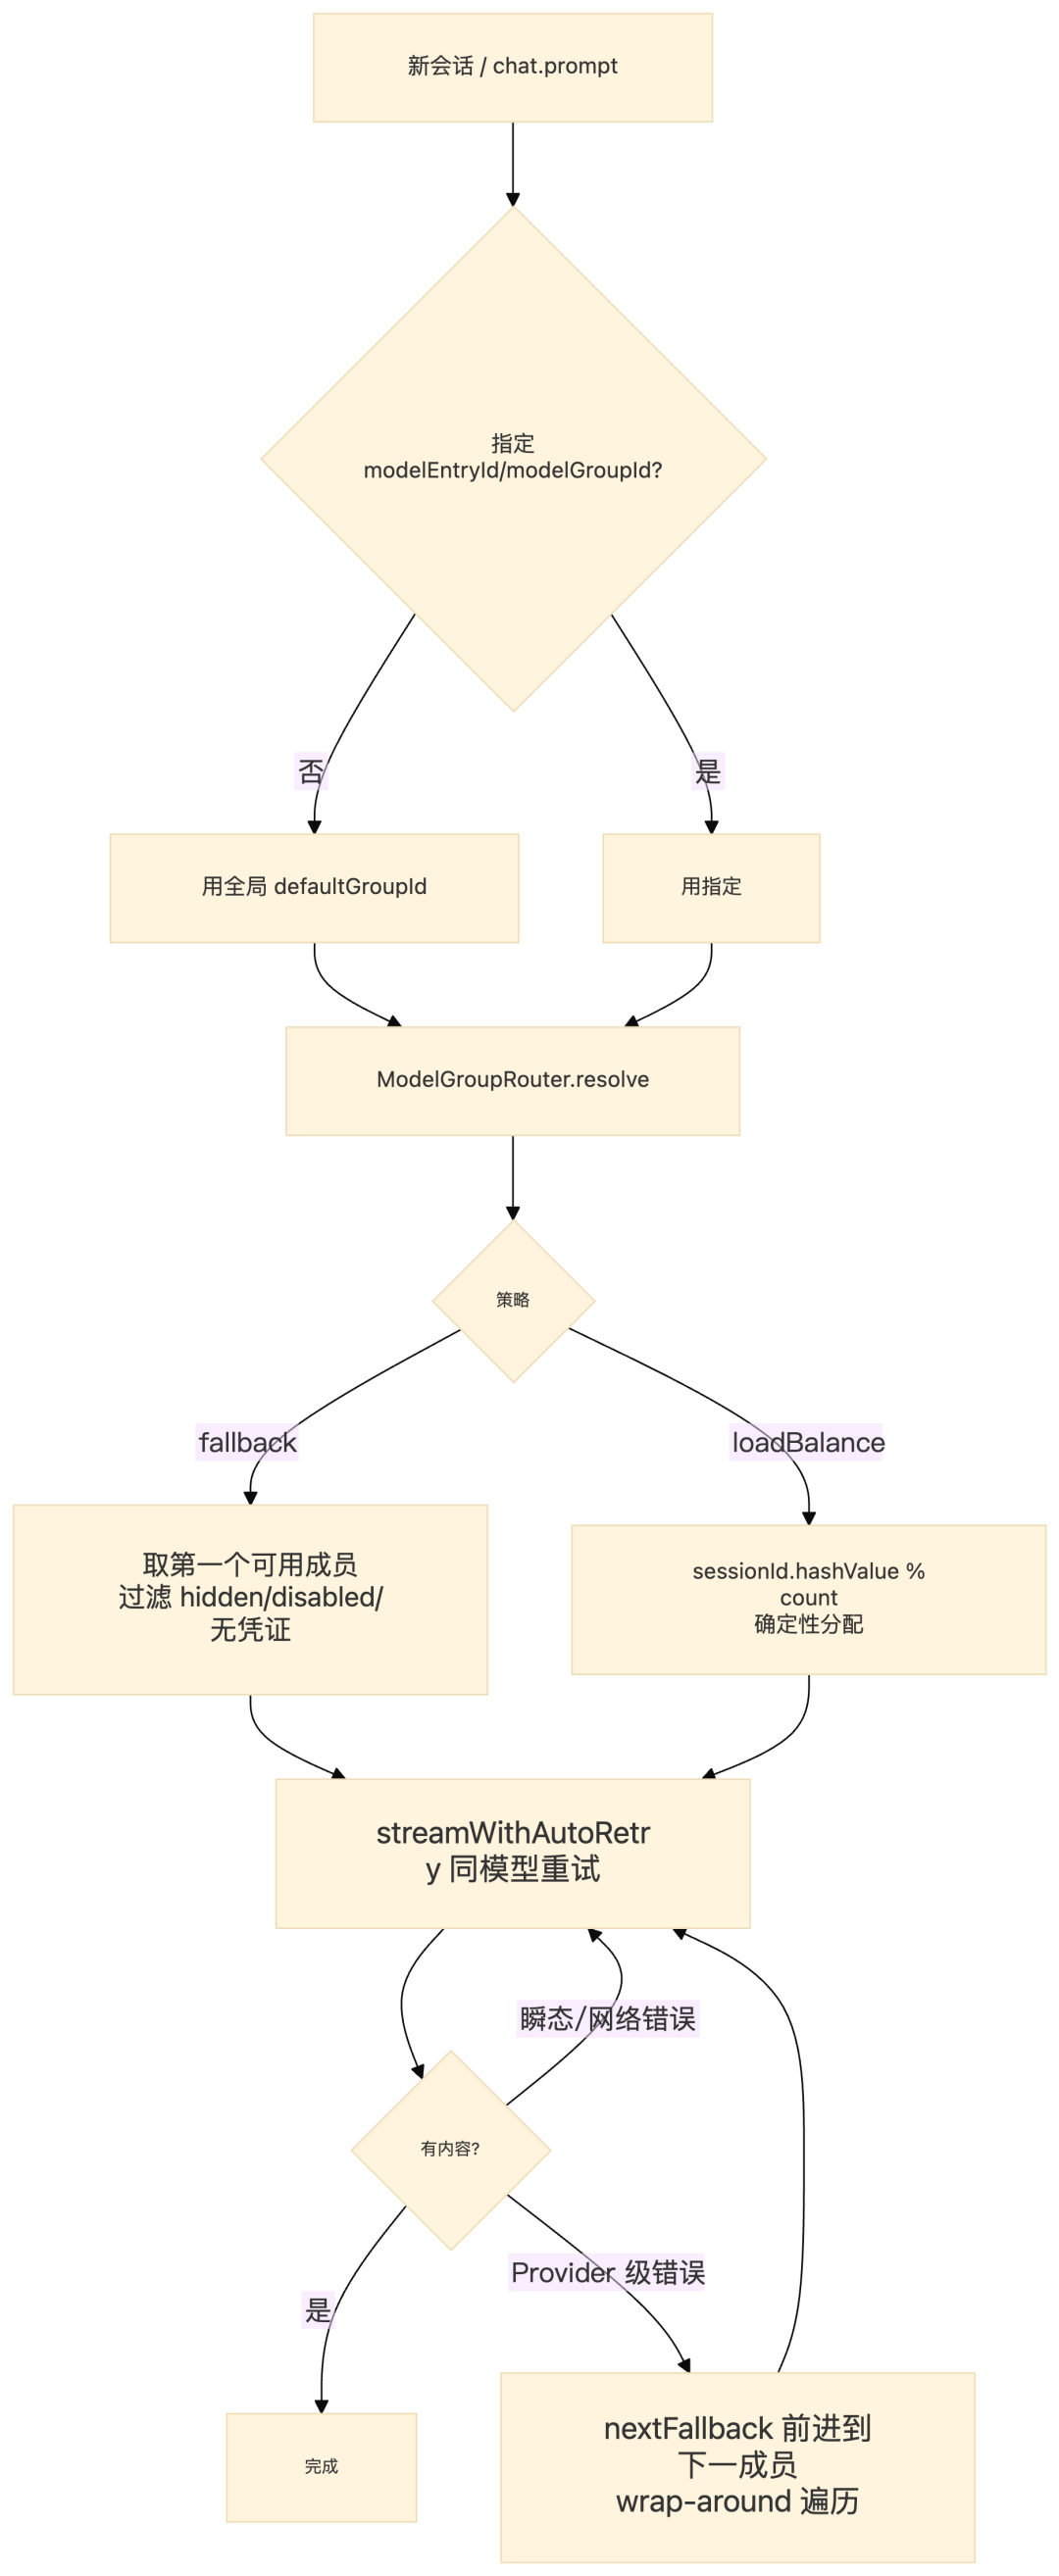 新会话 / chat.prompt
指定
modelEntryId/modelGroupId?
否
是
用全局 defaultGroupId
用指定
ModelGroupRouter.resolve
策略
fallback
loadBalance
取第一个可用成员
过滤 hidden/disabled/
无凭证
sessionId.hashValue %
count
确定性分配
streamWithAutoRetr
y 同模型重试
瞬态/网络错误
有内容?
Provider 级错误
是
完成
nextFallback 前进到
下一成员
wrap-around 遍历